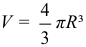 V = 4/3 πR³